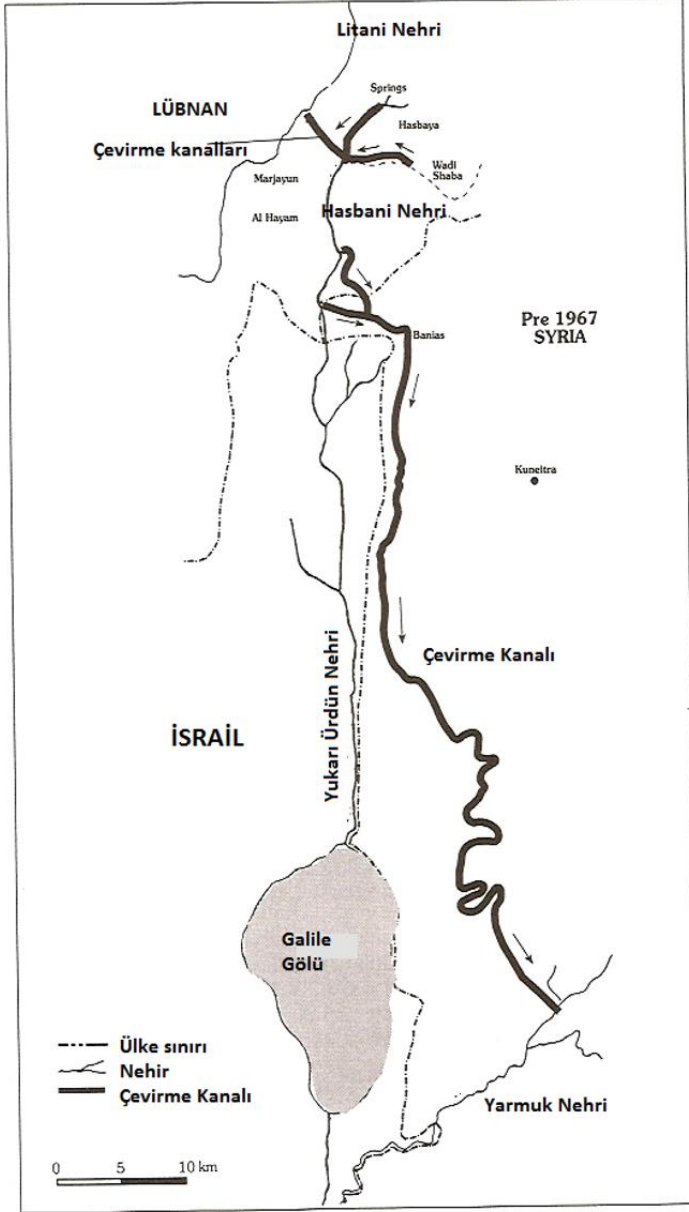 Litani Nehri
Springs
LÜBNAN
Hasbaya
Çevirme kanalları
Wadi
Shaba
Marjayun
Hasbani Nehri
Al Hayam
Pre 1967
SYRIA
Banias
Kuneitra
Çevirme Kanalı
Yukarı Ürdün Nehri
İSRAİL
Galile
Gölü
Ülke sınırı
Nehir
Çevirme Kanalı
Yarmuk Nehri
0 5 10 km